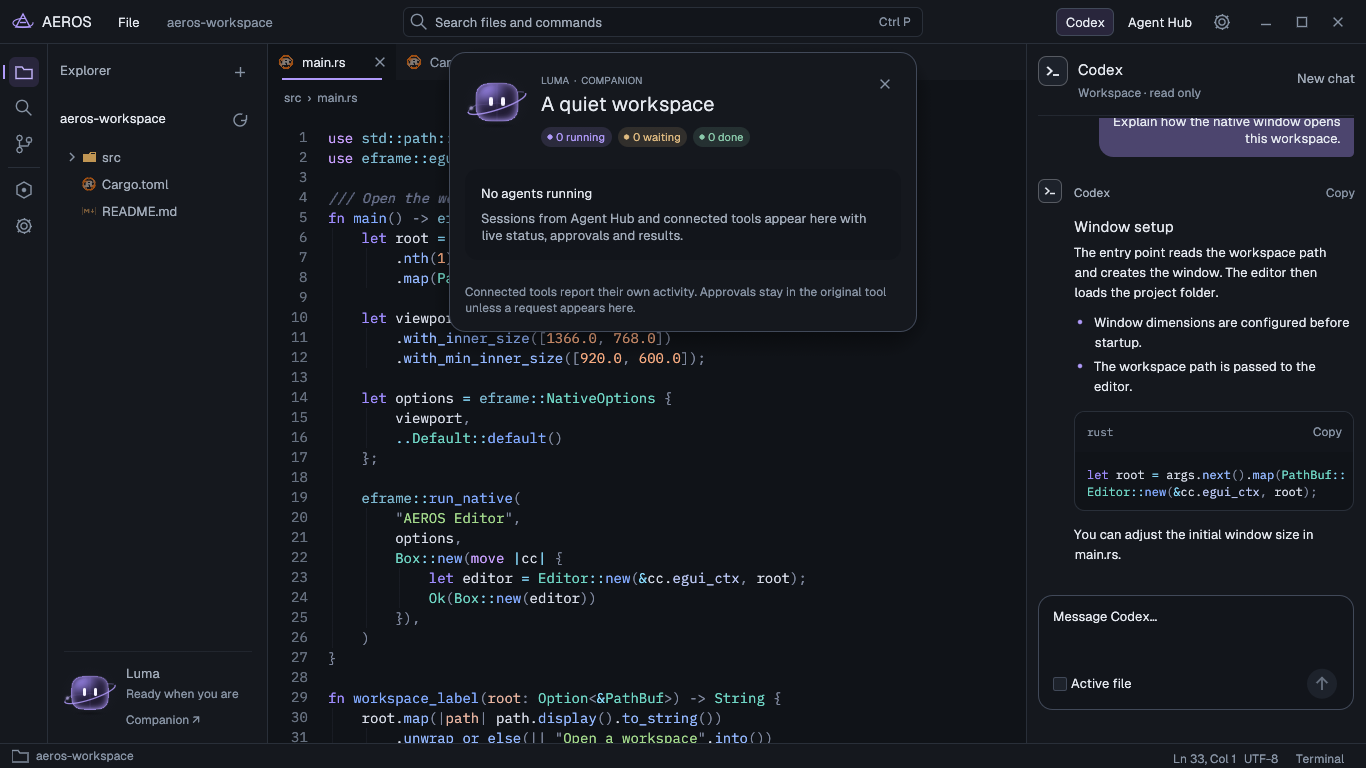 AEROS
File
aeros-workspace
Search files and commands
Ctrl P
Codex
Agent Hub
Explorer
aeros-workspace
src
Cargo.toml
README.md
Luma
Ready when you are
Companion ↗
main.rs
src › main.rs
1 use std::path::
2 use eframe::egu
3
4 /// Open the w
5 fn main() -> e
6 let root =
7 .nth(1)
8 .map(Pa
9
10 let viewpor
11 .with_inner_size([1366.0, 768.0])
12 .with_min_inner_size([920.0, 600.0]);
13
14 let options = eframe::NativeOptions {
15 viewport,
16 ..Default::default()
17 };
18
19 eframe::run_native(
20 "AEROS Editor",
21 options,
22 Box::new(move |cc| {
23 let editor = Editor::new(&cc.egui_ctx, root);
24 Ok(Box::new(editor))
25 }),
26 )
27 }
28
29 fn workspace_label(root: Option<&PathBuf>) -> String {
30 root.map(|path| path.display().to_string())
31 .unwrap_or_else(|| "Open a workspace".into())
LUMA · COMPANION
A quiet workspace
0 running
0 waiting
0 done
No agents running
Sessions from Agent Hub and connected tools appear here with
live status, approvals and results.
Connected tools report their own activity. Approvals stay in the original tool
unless a request appears here.
Codex
Workspace · read only
New chat
Explain how the native window opens
this workspace.
Codex
Copy
Window setup
The entry point reads the workspace path
and creates the window. The editor then
loads the project folder.
• Window dimensions are configured before
startup.
• The workspace path is passed to the
editor.
rust
Copy
let root = args.next().map(PathBuf::
Editor::new(&cc.egui_ctx, root);
You can adjust the initial window size in
main.rs.
Message Codex…
Active file
aeros-workspace
Ln 33, Col 1
UTF-8
Terminal